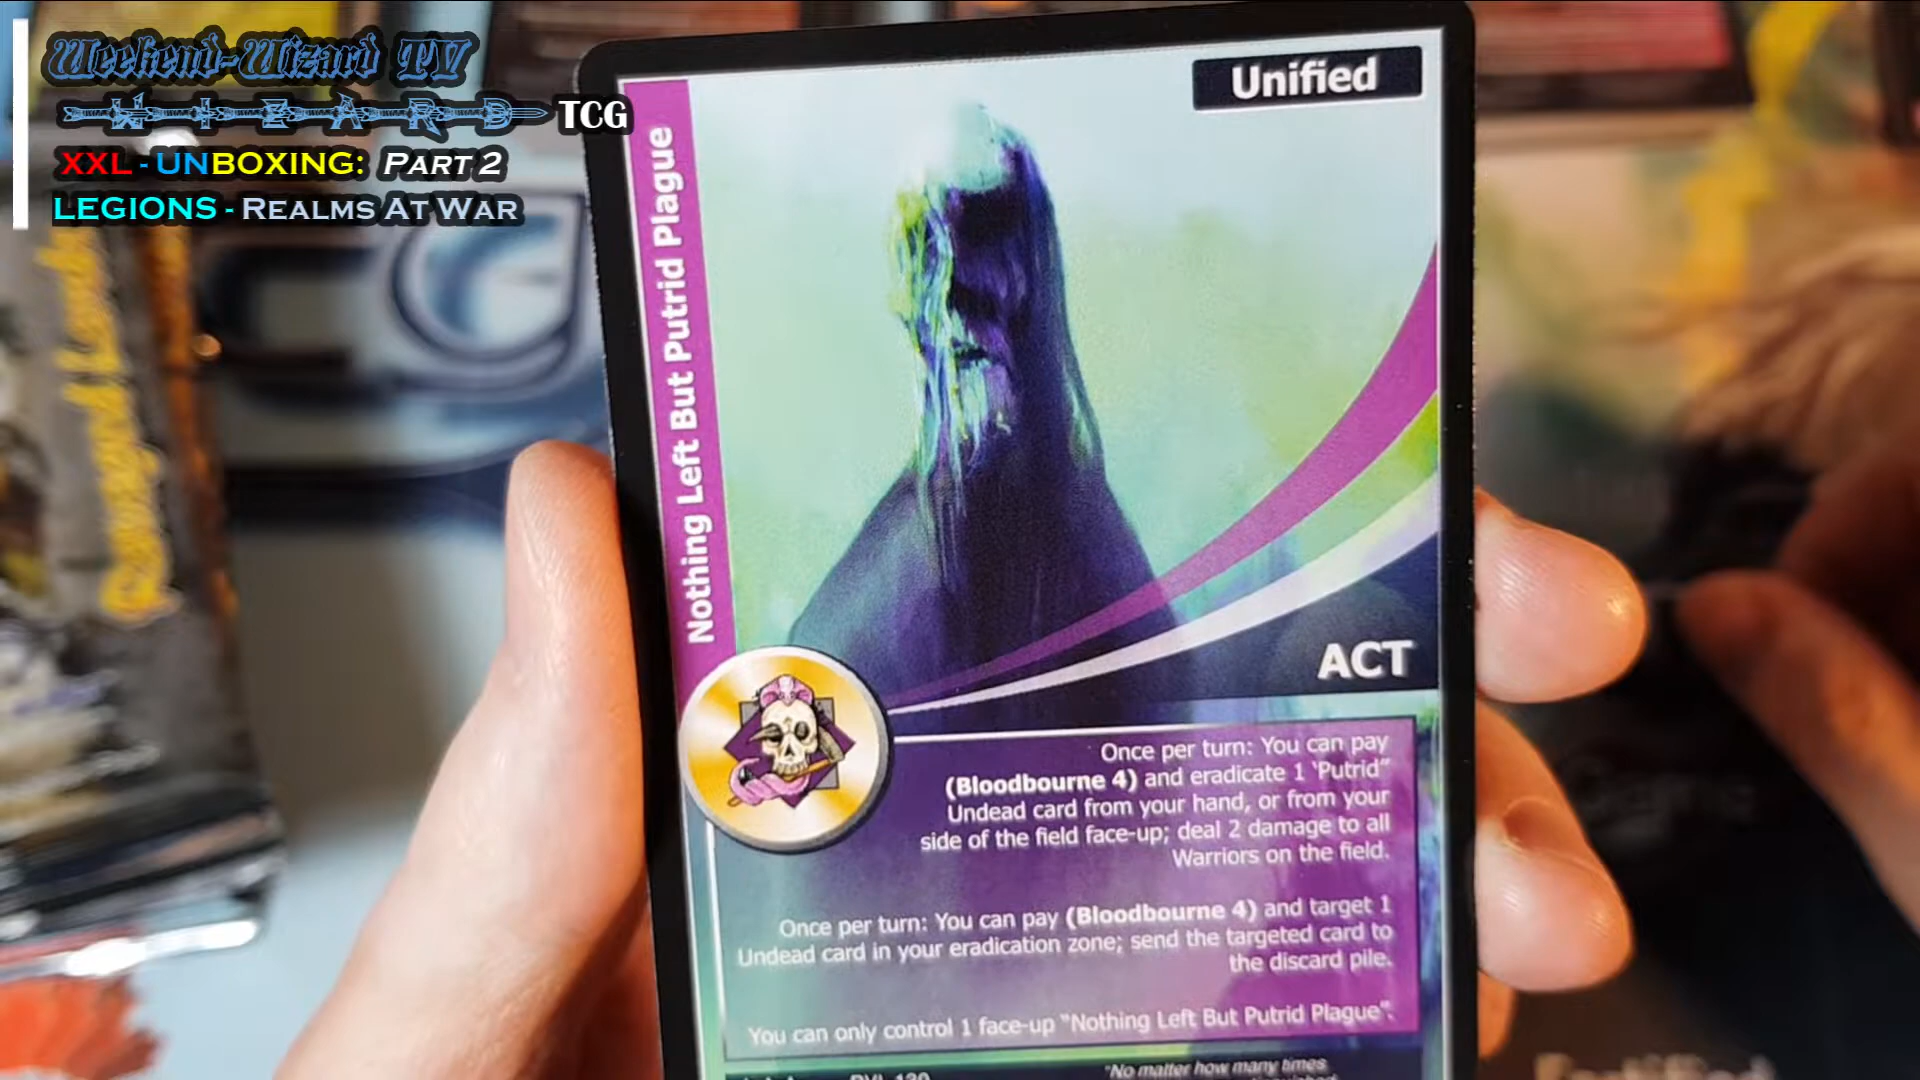 Weekend-Wizard TV
WIZARD TCG
XXL - UNBOXING: PART 2
LEGIONS - REALMS AT WAR
Unified
Nothing Left But Putrid Plague
ACT
Once per turn: You can pay
(Bloodbourne 4) and eradicate 1 'Putrid"
Undead card from your hand, or from your
side of the field face-up; deal 2 damage to all
Warriors on the field.
Once per turn: You can pay (Bloodbourne 4) and target 1
Undead card in your eradication zone; send the targeted card to
the discard pile.
You can only control 1 face-up "Nothing Left But Putrid Plague".
"No matter how many times